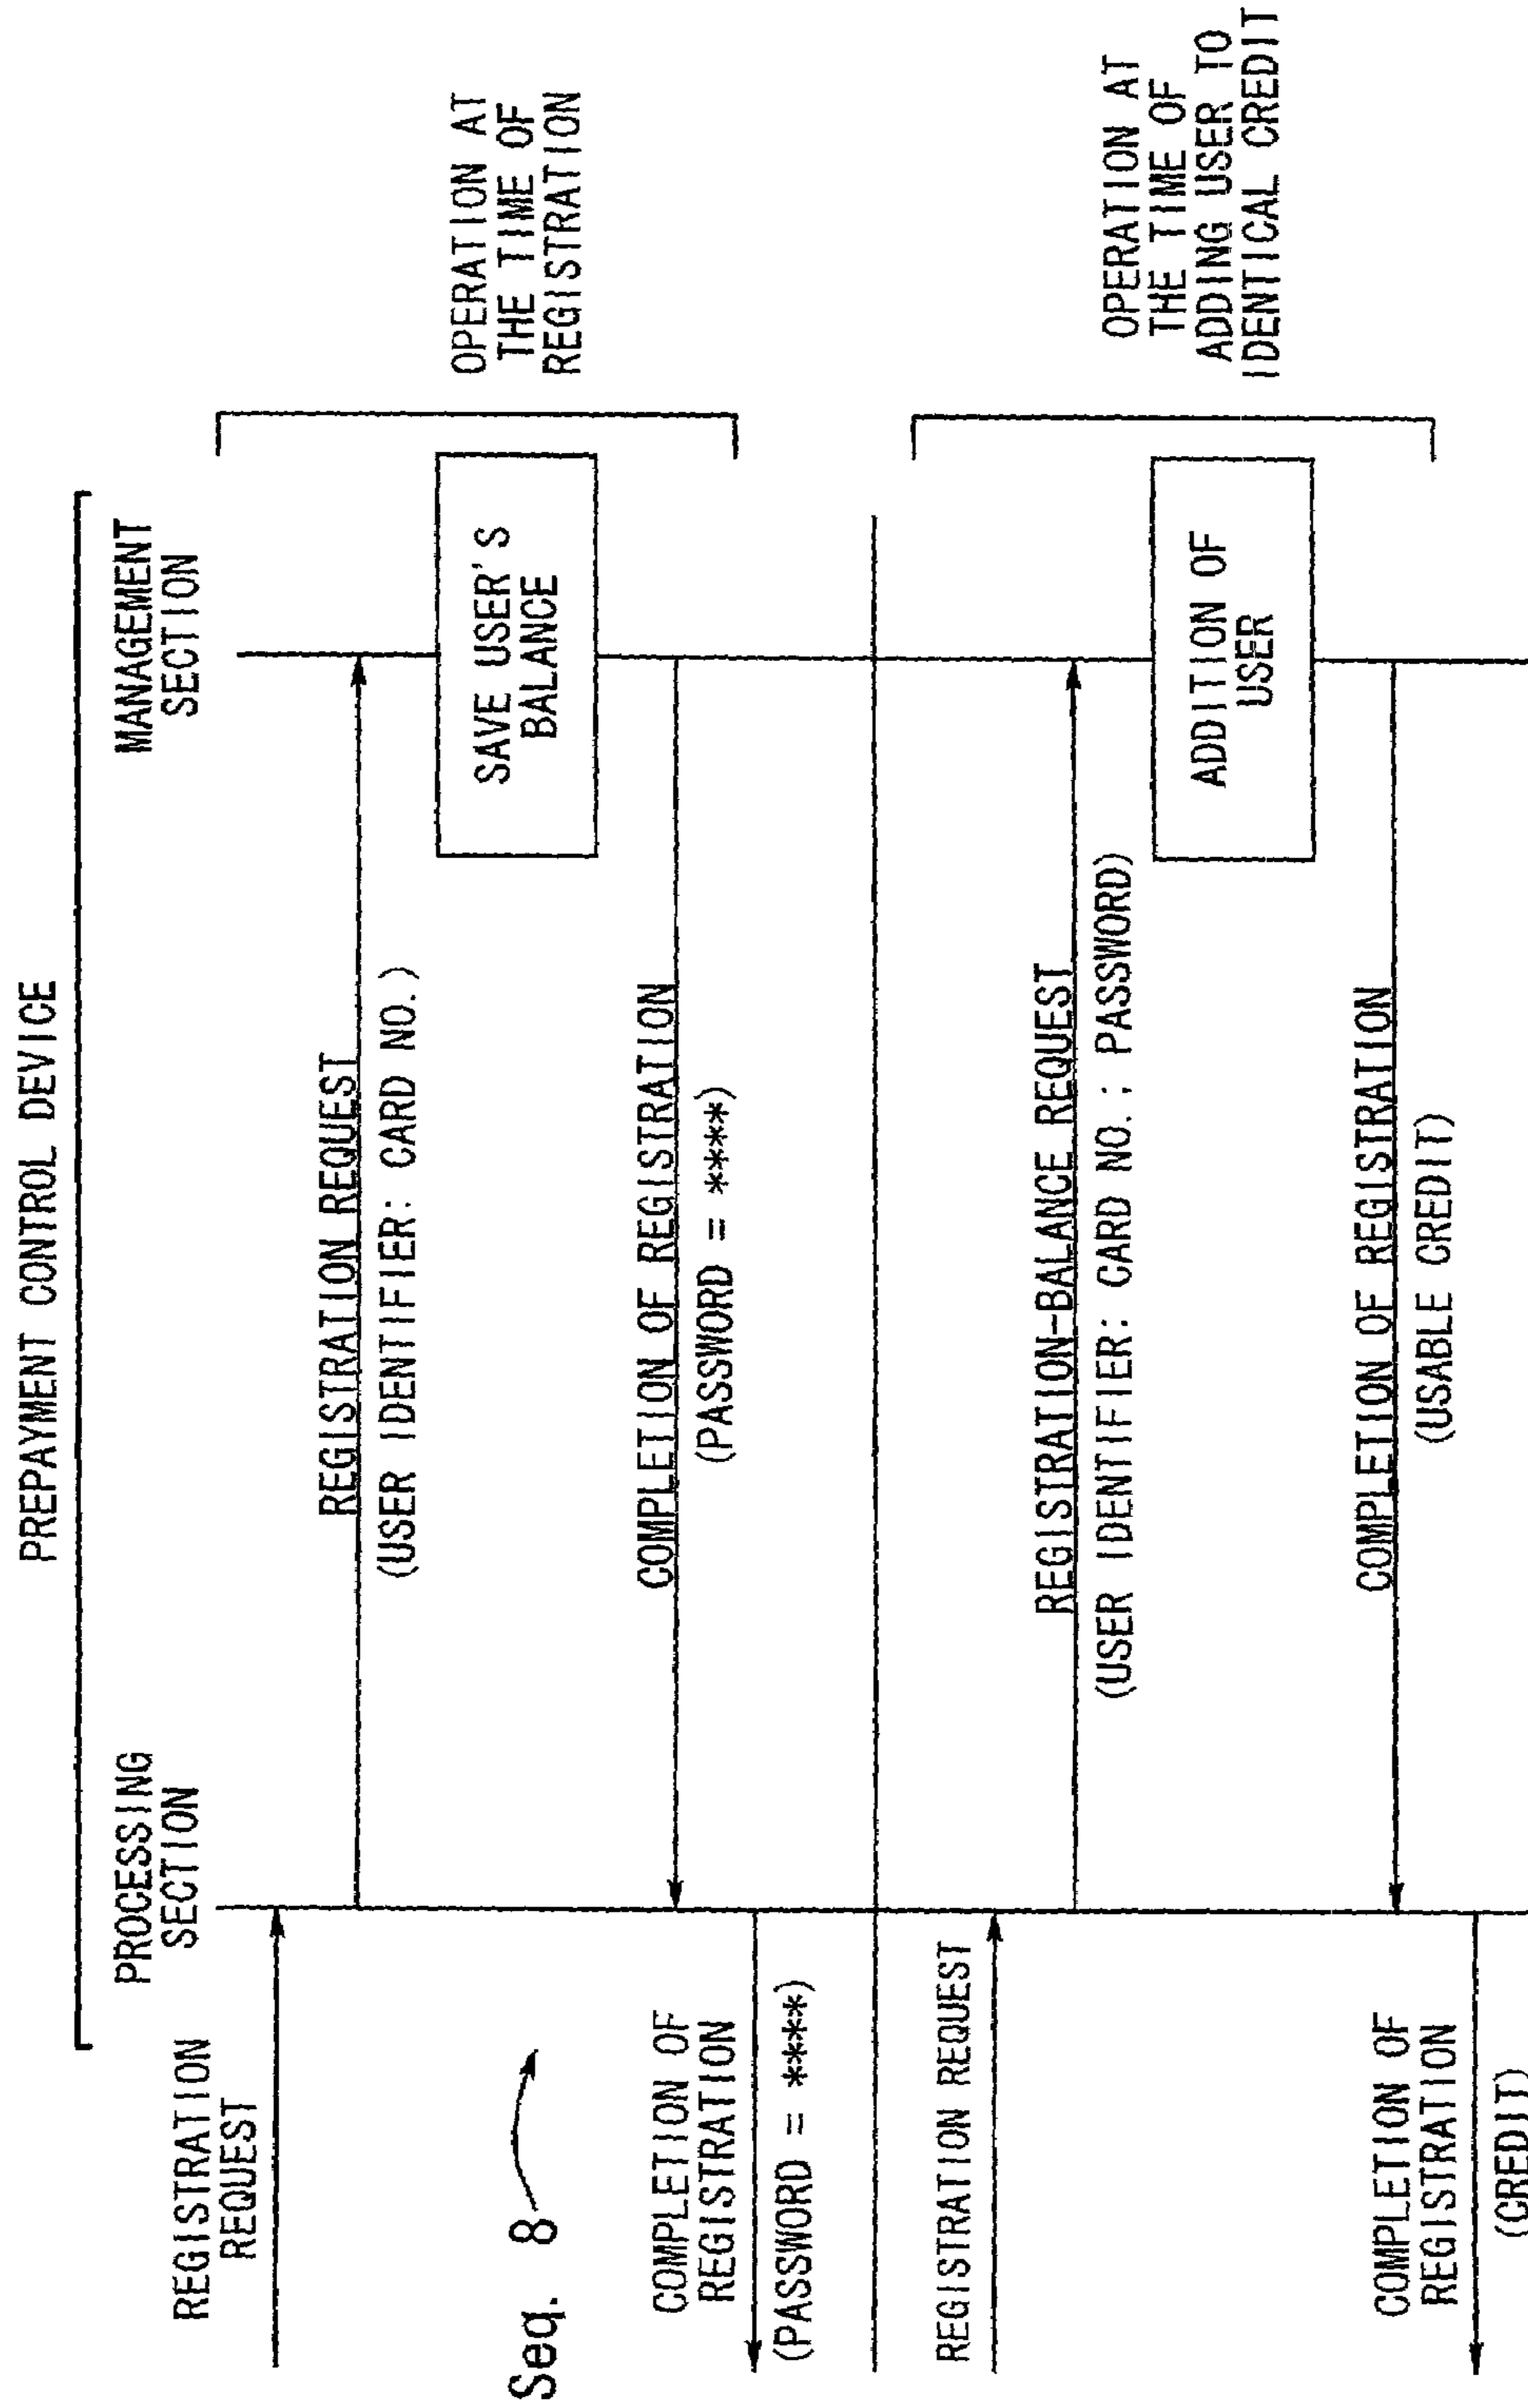 PREPAYMENT CONTROL DEVICE
PROCESSING
SECTION
MANAGEMENT
SECTION
REGISTRATION
REQUEST
REGISTRATION REQUEST
(USER IDENTIFIER: CARD NO.)
Seq. 8
SAVE USER'S
BALANCE
OPERATION AT
THE TIME OF
REGISTRATION
COMPLETION OF REGISTRATION
(PASSWORD = ****)
COMPLETION OF
REGISTRATION
(PASSWORD = ****)
REGISTRATION REQUEST
REGISTRATION-BALANCE REQUEST
(USER IDENTIFIER: CARD NO.; PASSWORD)
ADDITION OF
USER
OPERATION AT
THE TIME OF
ADDING USER TO
IDENTICAL CREDIT
COMPLETION OF REGISTRATION
(USABLE CREDIT)
COMPLETION OF
REGISTRATION
(CREDIT)